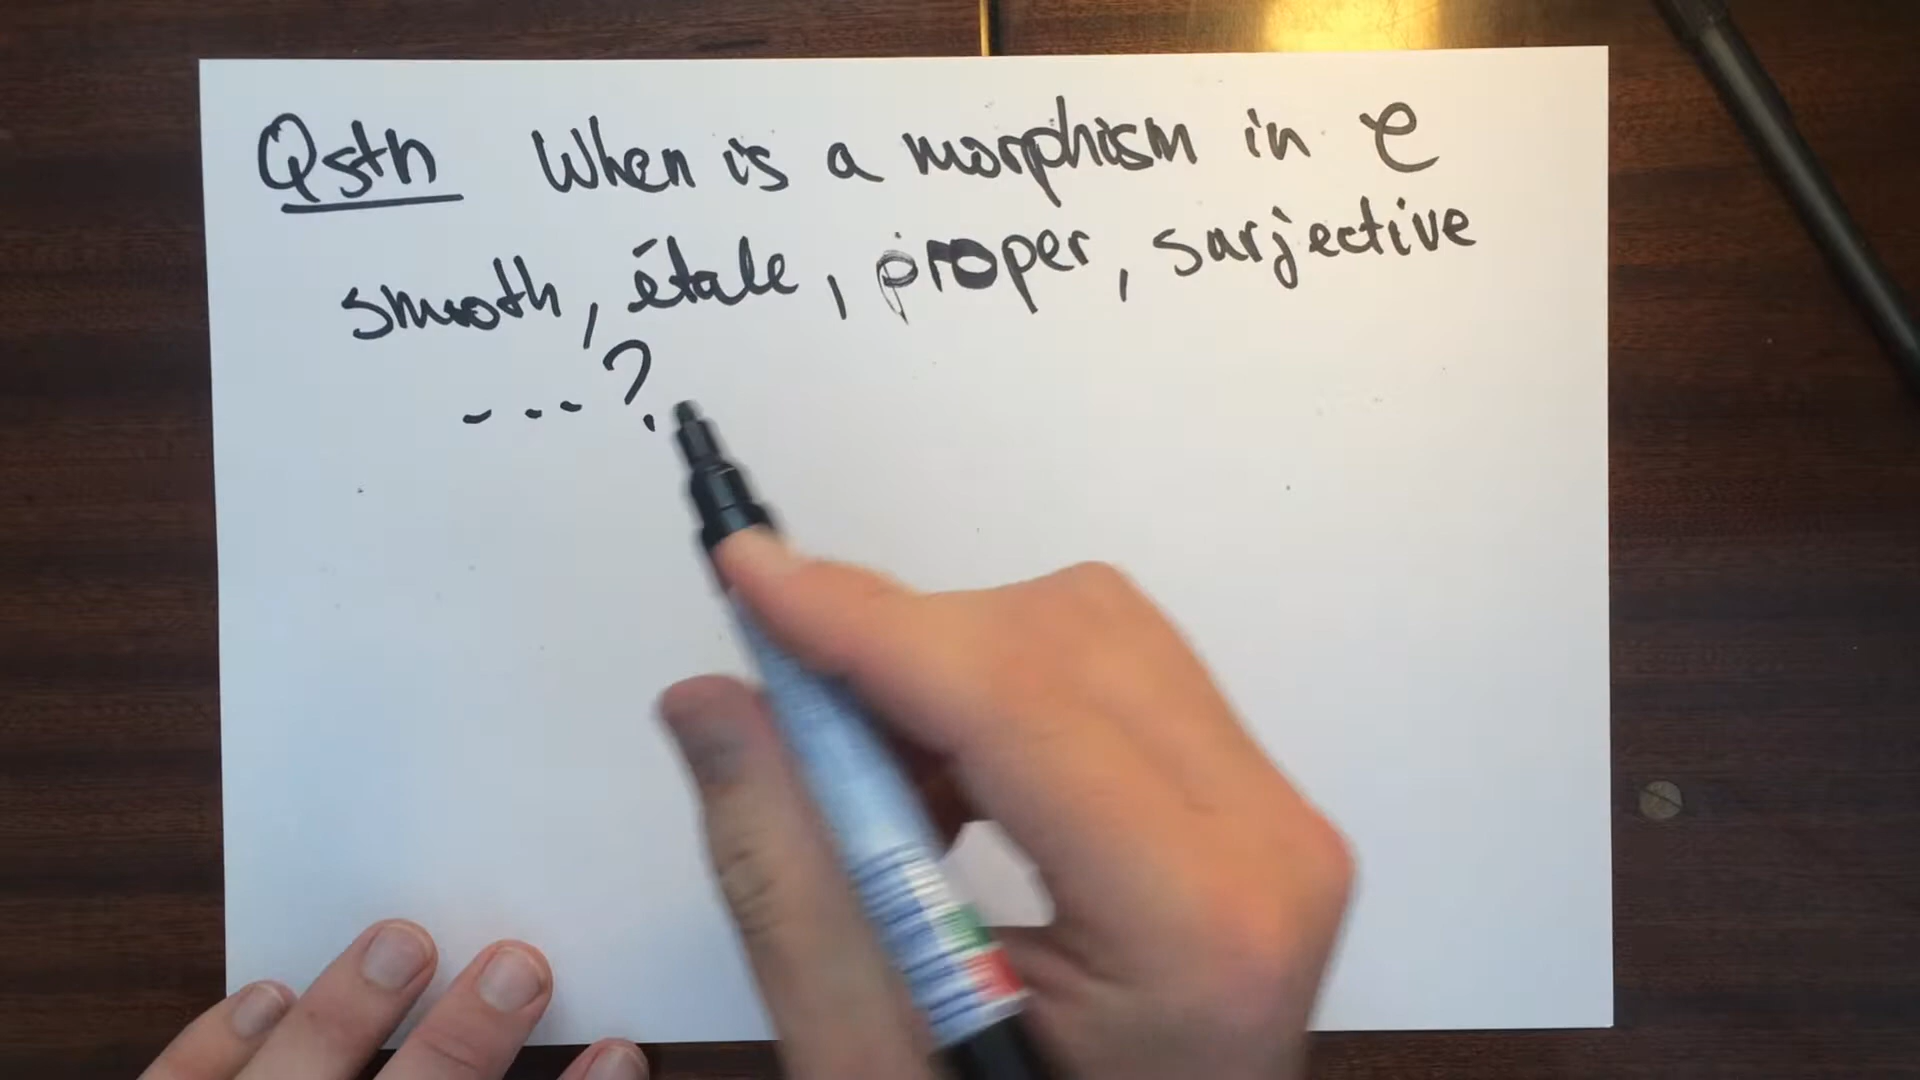 Qstn When is a morphism in C
smooth, étale, proper, surjective
---?